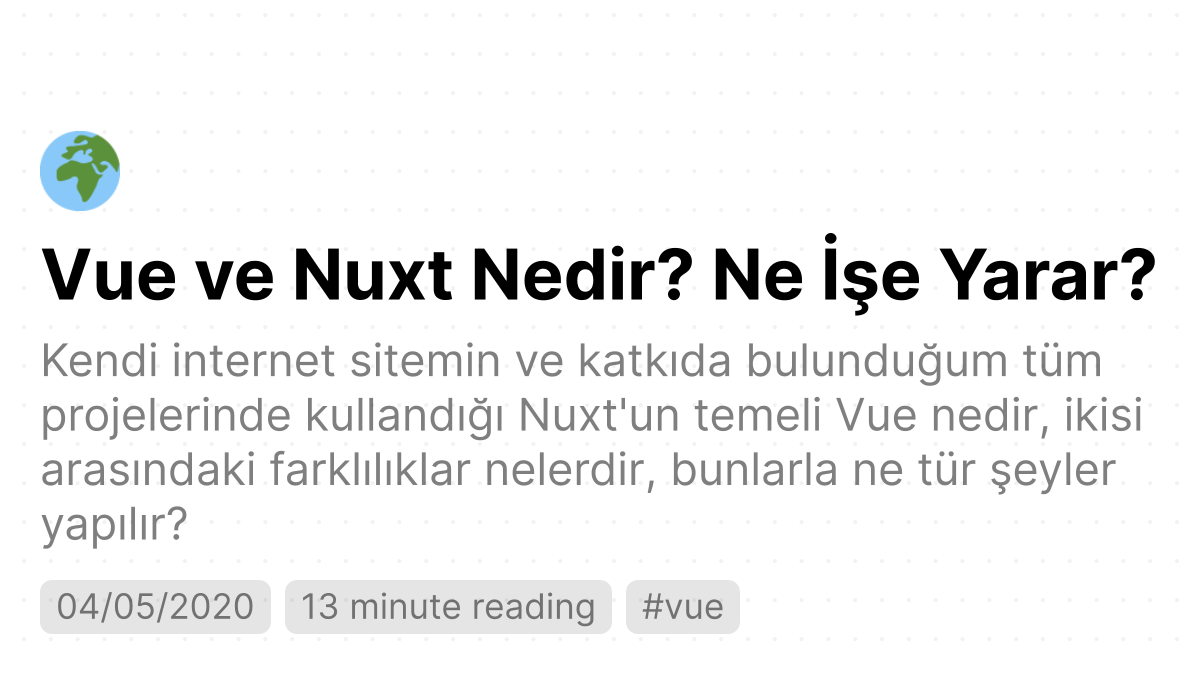 Vue ve Nuxt Nedir? Ne İşe Yarar?
Kendi internet sitemin ve katkıda bulunduğum tüm
projelerinde kullandığı Nuxt'un temeli Vue nedir, ikisi
arasındaki farklılıklar nelerdir, bunlarla ne tür şeyler
yapılır?
04/05/2020 13 minute reading #vue